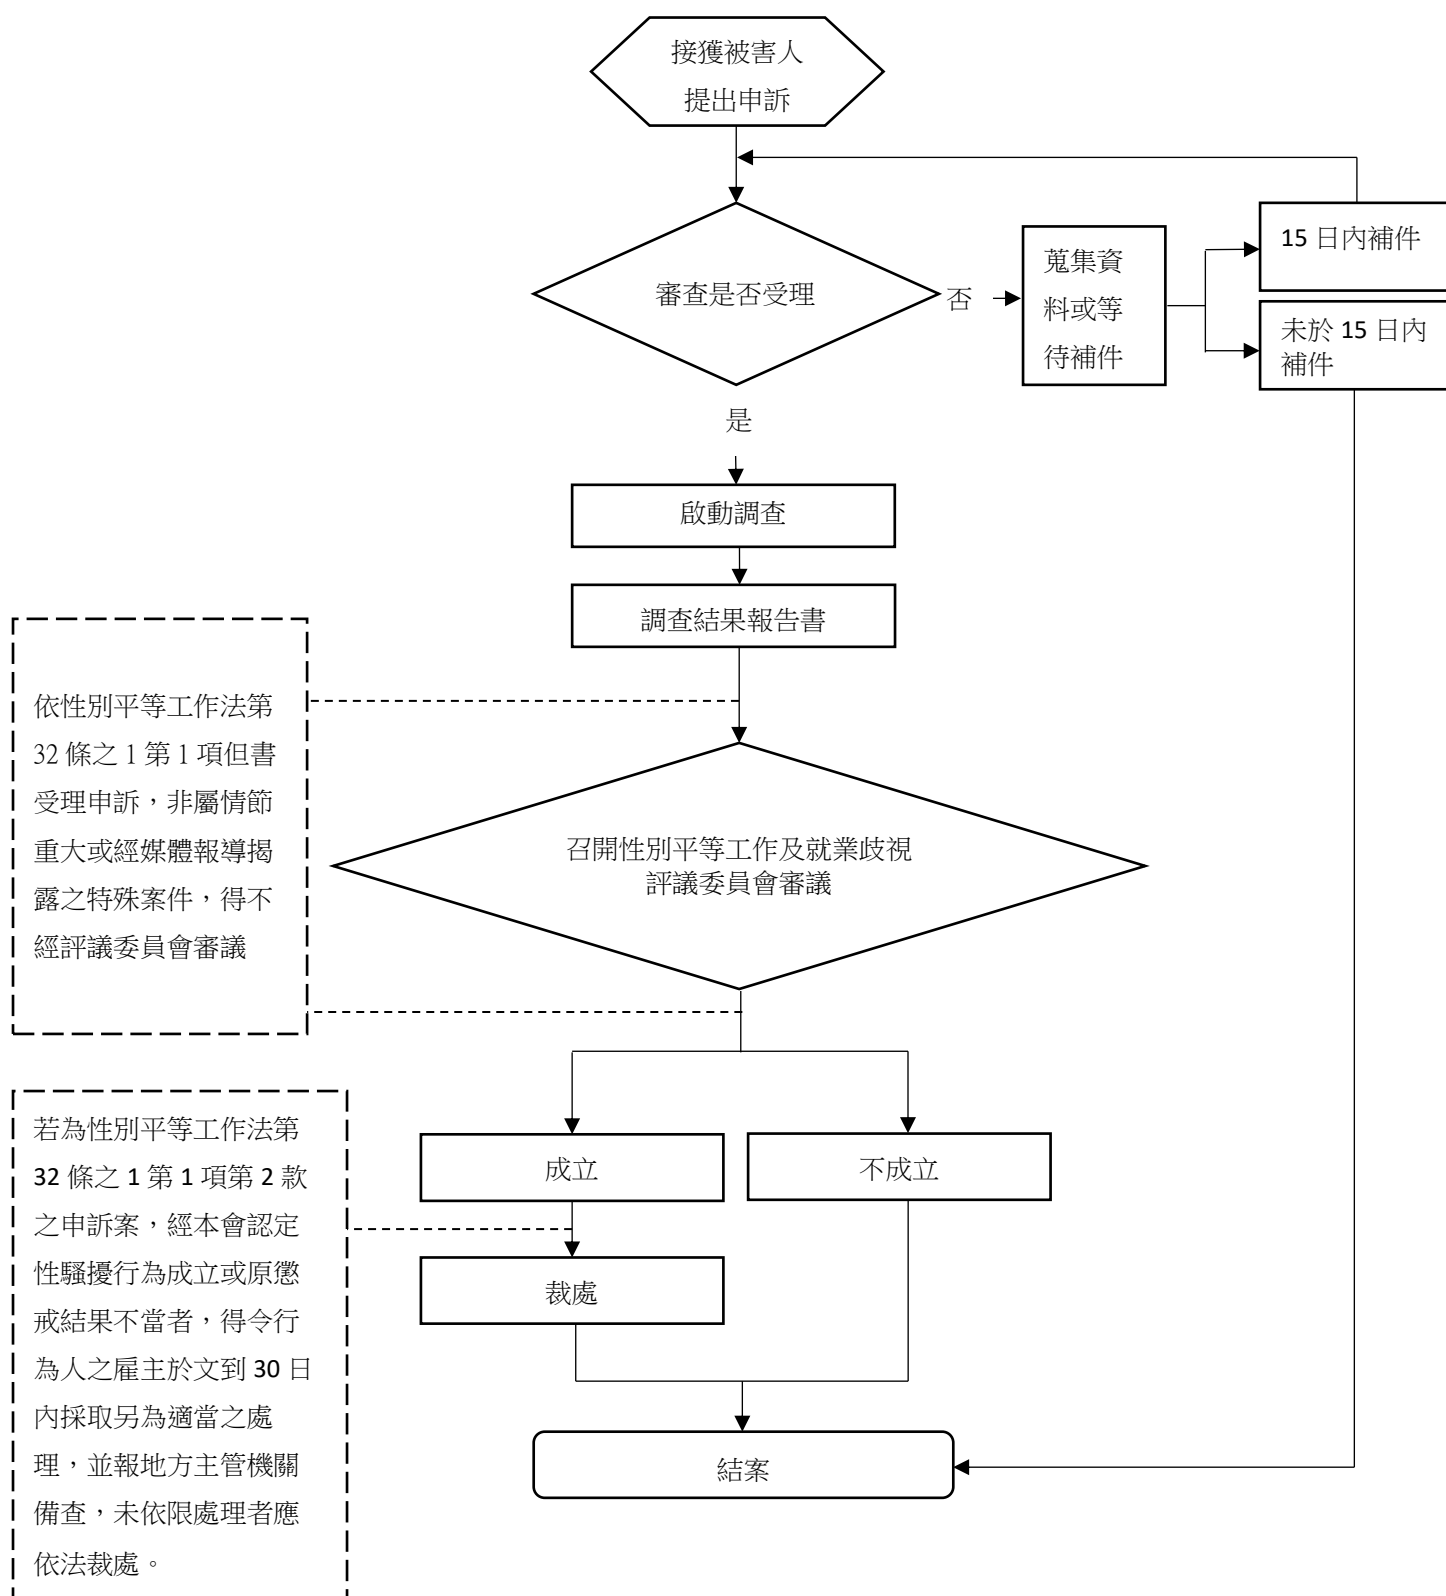 接獲被害人
提出申訴
審查是否受理
否
蒐集資
料或等
待補件
15 日內補件
未於 15 日內
補件
是
啟動調查
調查結果報告書
依性別平等工作法第
32 條之 1 第 1 項但書
受理申訴，非屬情節
重大或經媒體報導揭
露之特殊案件，得不
經評議委員會審議
召開性別平等工作及就業歧視
評議委員會審議
成立
不成立
裁處
若為性別平等工作法第
32 條之 1 第 1 項第 2 款
之申訴案，經本會認定
性騷擾行為成立或原懲
戒結果不當者，得令行
為人之雇主於文到 30 日
內採取另為適當之處
理，並報地方主管機關
備查，未依限處理者應
依法裁處。
結案